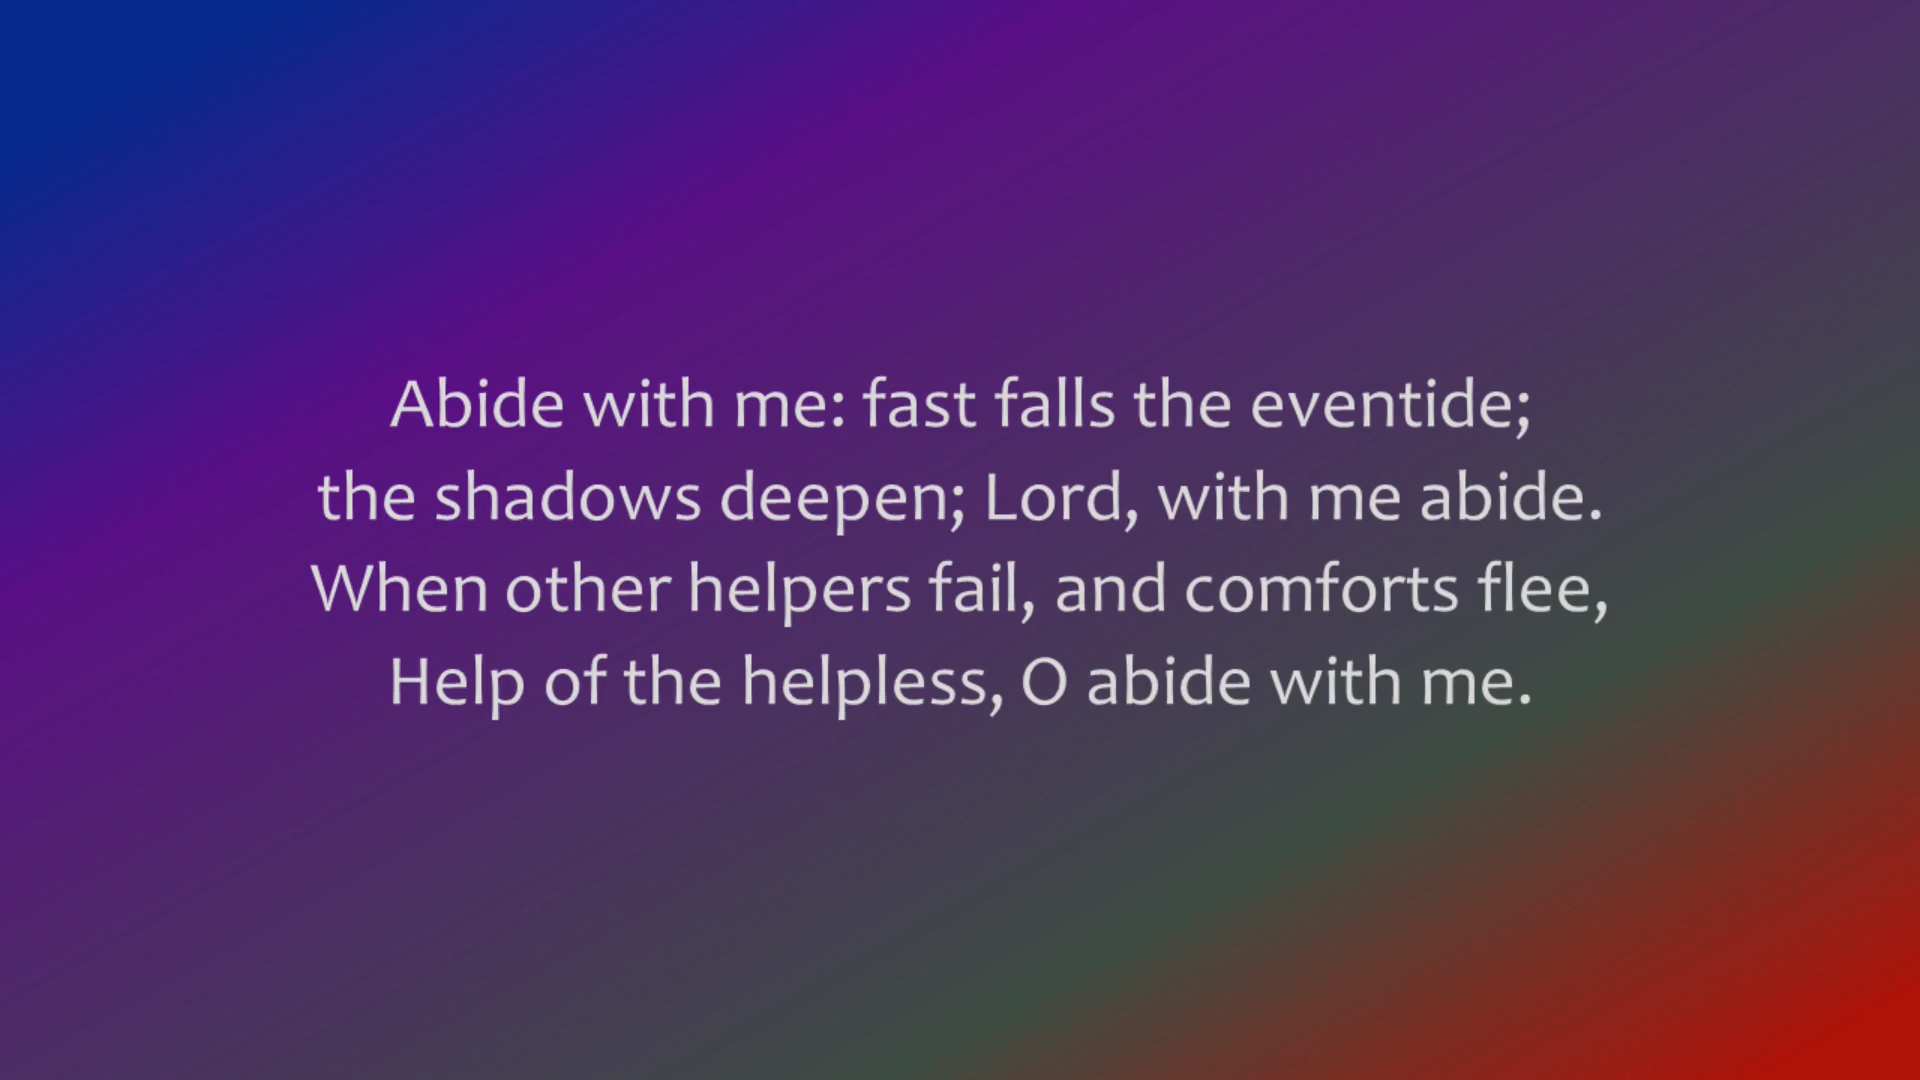 Abide with me: fast falls the eventide;
the shadows deepen; Lord, with me abide.
When other helpers fail, and comforts flee,
Help of the helpless, O abide with me.